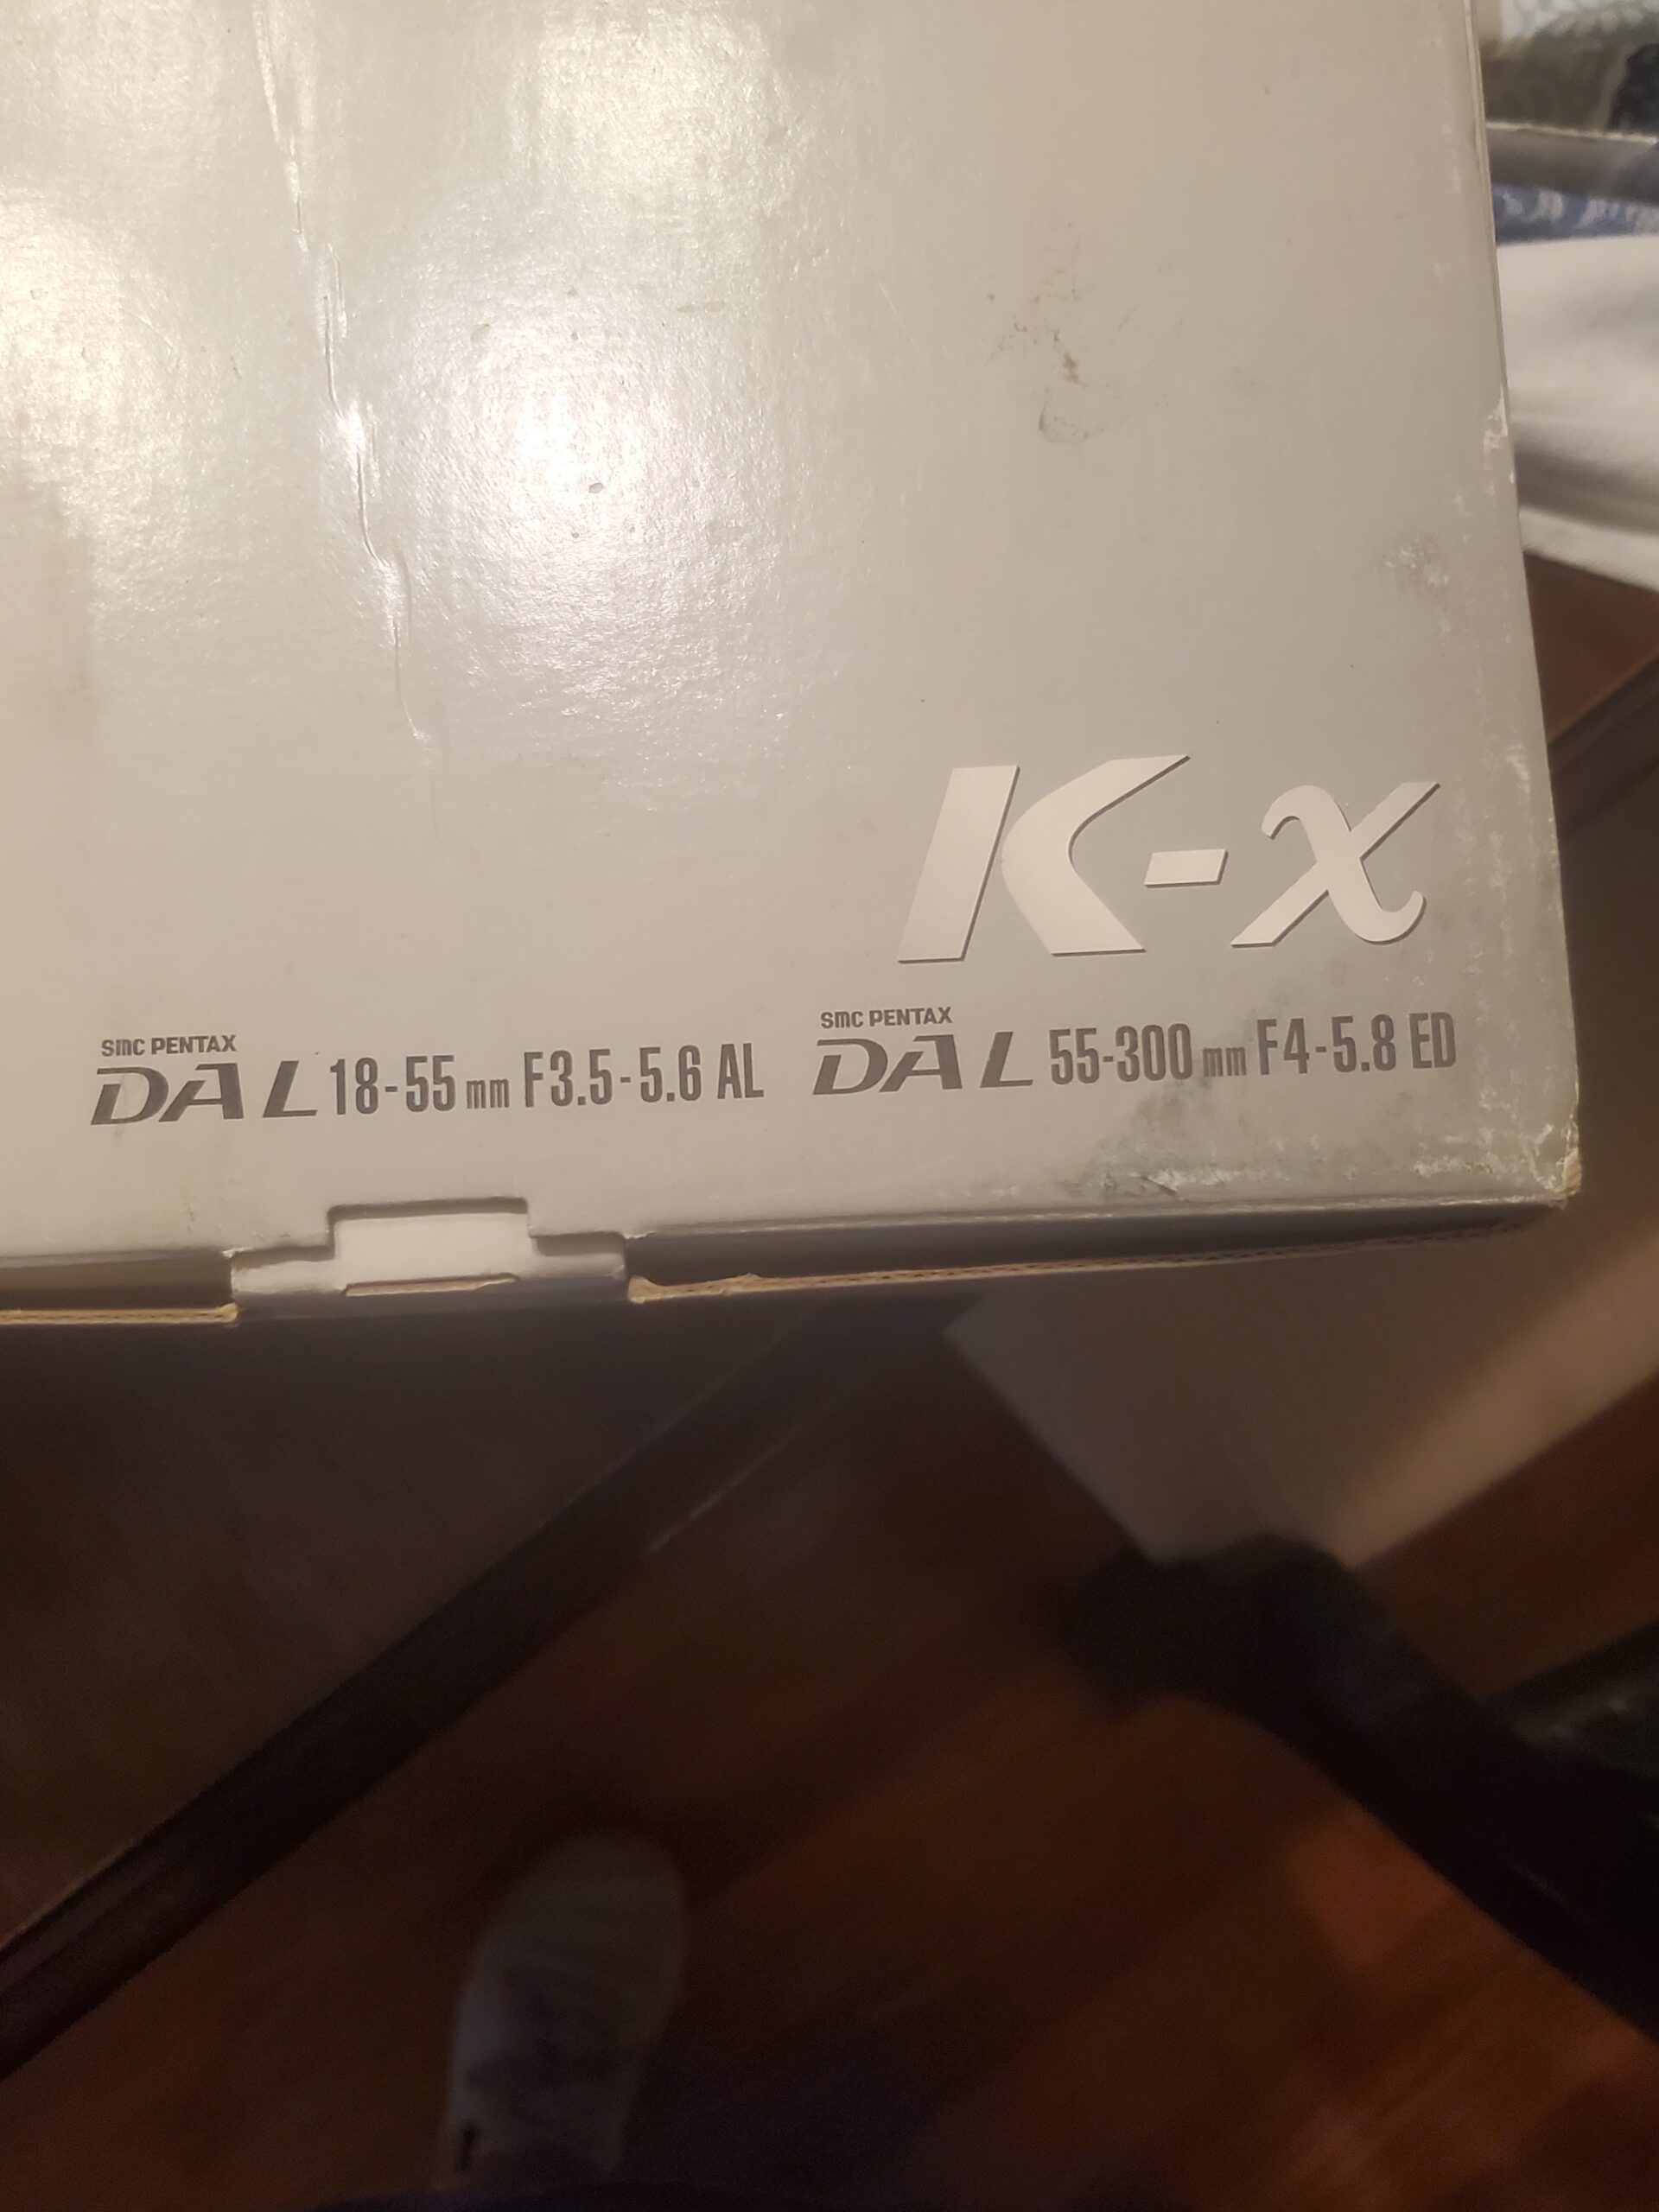 K-x
smc PENTAX
DA L 18-55 mm F3.5-5.6 AL
smc PENTAX
DA L 55-300 mm F4-5.8 ED